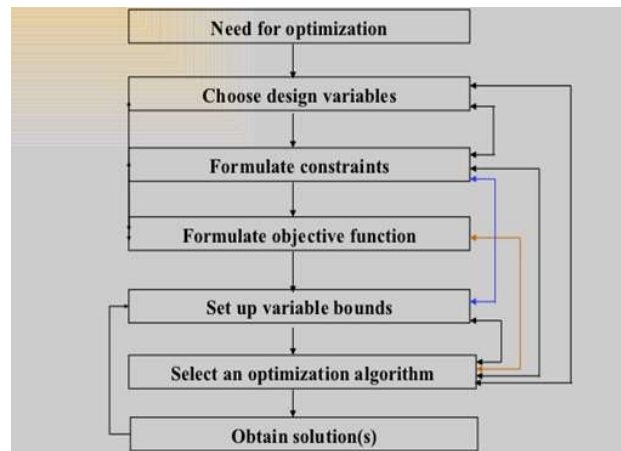 Need for optimization
Choose design variables
Formulate constraints
Formulate objective function
Set up variable bounds
Select an optimization algorithm
Obtain solution(s)